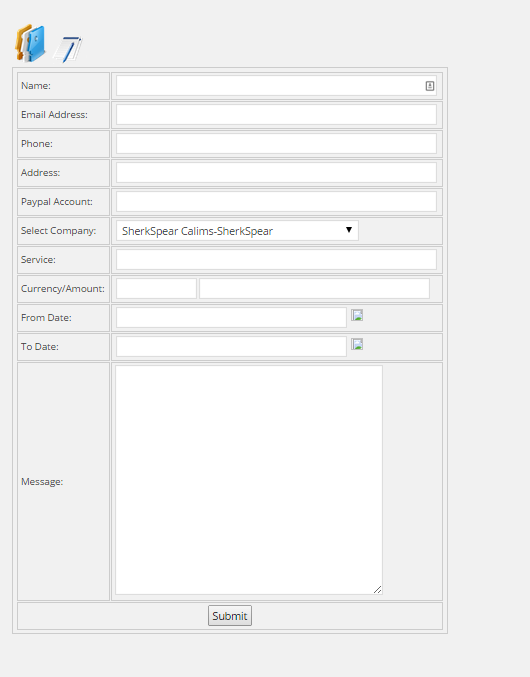 Name:
Email Address:
Phone:
Address:
Paypal Account:
Select Company: SherkSpear Calims-SherkSpear
Service:
Currency/Amount:
From Date:
To Date:
Message:
Submit